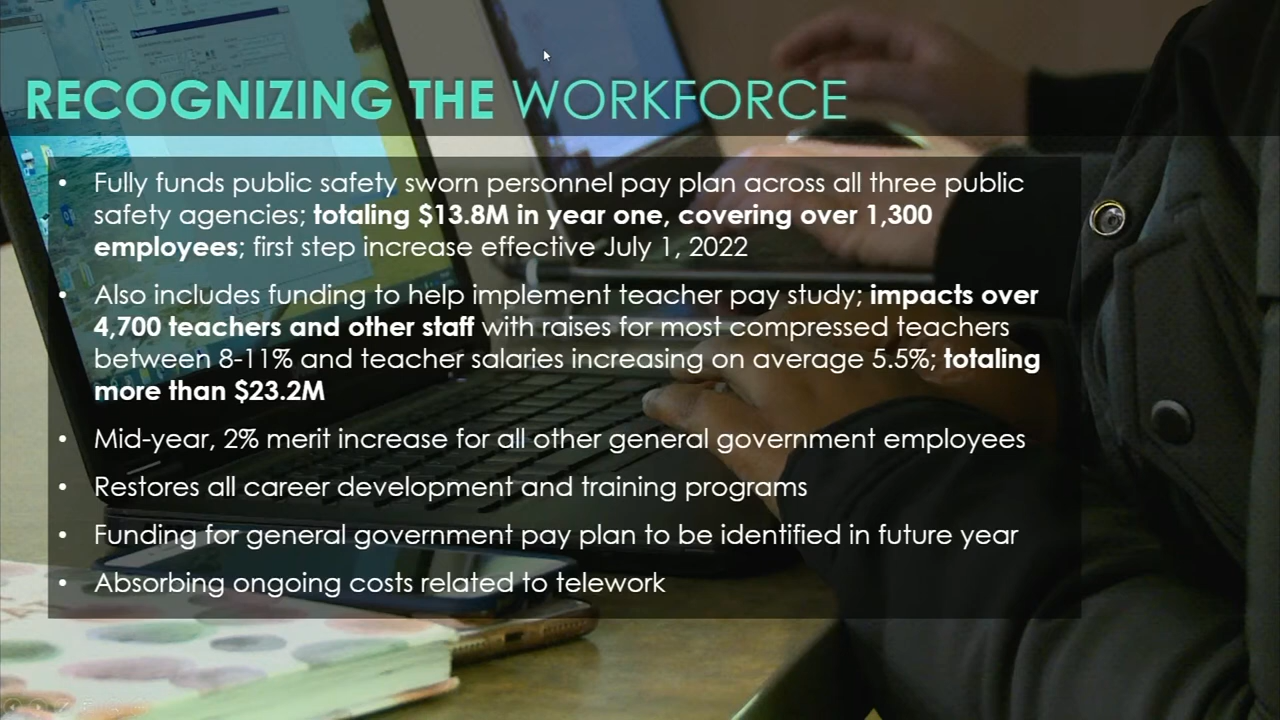 RECOGNIZING THE WORKFORCE
• Fully funds public safety sworn personnel pay plan across all three public
safety agencies; totaling $13.8M in year one, covering over 1,300
employees; first step increase effective July 1, 2022
• Also includes funding to help implement teacher pay study; impacts over
4,700 teachers and other staff with raises for most compressed teachers
between 8-11% and teacher salaries increasing on average 5.5%; totaling
more than $23.2M
• Mid-year, 2% merit increase for all other general government employees
• Restores all career development and training programs
• Funding for general government pay plan to be identified in future year
• Absorbing ongoing costs related to telework